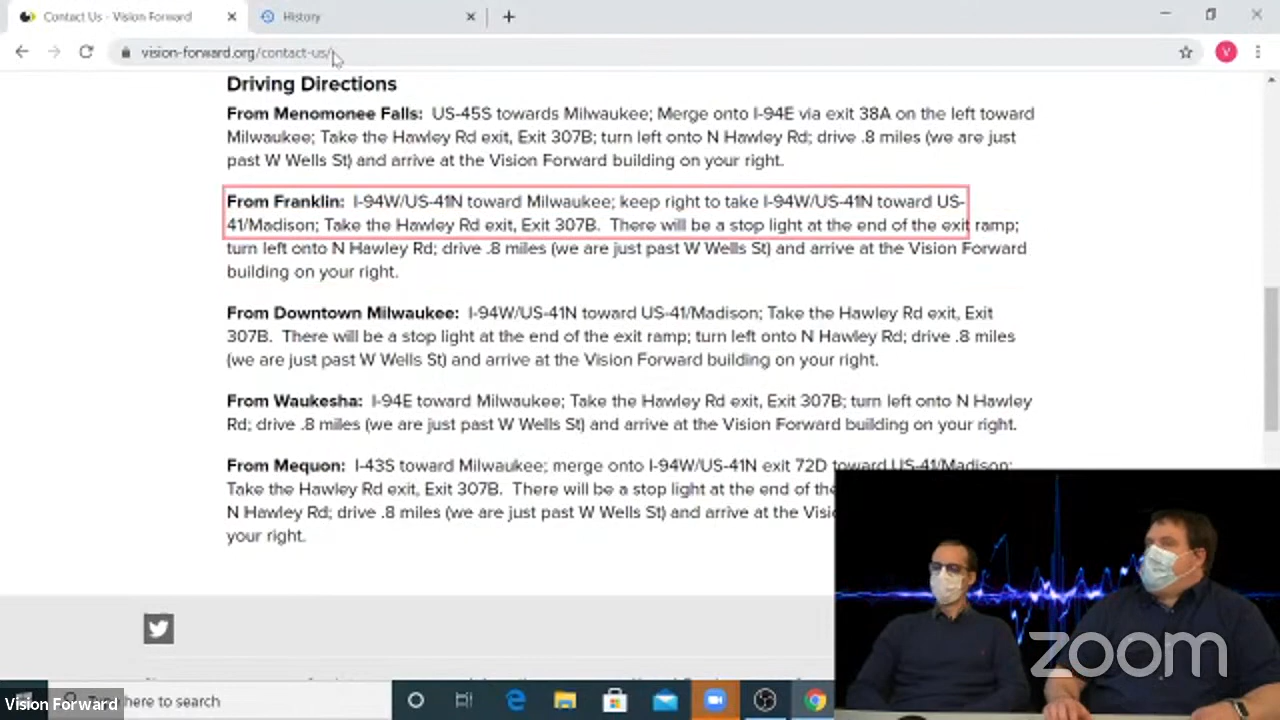 Contact Us - Vision Forward
History
vision-forward.org/contact-us/
V
Driving Directions
From Menomonee Falls: US-45S towards Milwaukee; Merge onto I-94E via exit 38A on the left toward
Milwaukee; Take the Hawley Rd exit, Exit 307B; turn left onto N Hawley Rd; drive .8 miles (we are just
past W Wells St) and arrive at the Vision Forward building on your right.
From Franklin: I-94W/US-41N toward Milwaukee; keep right to take I-94W/US-41N toward US-
41/Madison; Take the Hawley Rd exit, Exit 307B. There will be a stop light at the end of the exit ramp;
turn left onto N Hawley Rd; drive .8 miles (we are just past W Wells St) and arrive at the Vision Forward
building on your right.
From Downtown Milwaukee: I-94W/US-41N toward US-41/Madison; Take the Hawley Rd exit, Exit
307B. There will be a stop light at the end of the exit ramp; turn left onto N Hawley Rd; drive .8 miles
(we are just past W Wells St) and arrive at the Vision Forward building on your right.
From Waukesha: I-94E toward Milwaukee; Take the Hawley Rd exit, Exit 307B; turn left onto N Hawley
Rd; drive .8 miles (we are just past W Wells St) and arrive at the Vision Forward building on your right.
From Mequon: I-43S toward Milwaukee; merge onto I-94W/US-41N exit 72D toward US-41/Madison;
Take the Hawley Rd exit, Exit 307B. There will be a stop light at the end of the
N Hawley Rd; drive .8 miles (we are just past W Wells St) and arrive at the
your right.
zoom
Vision Forward
here to search